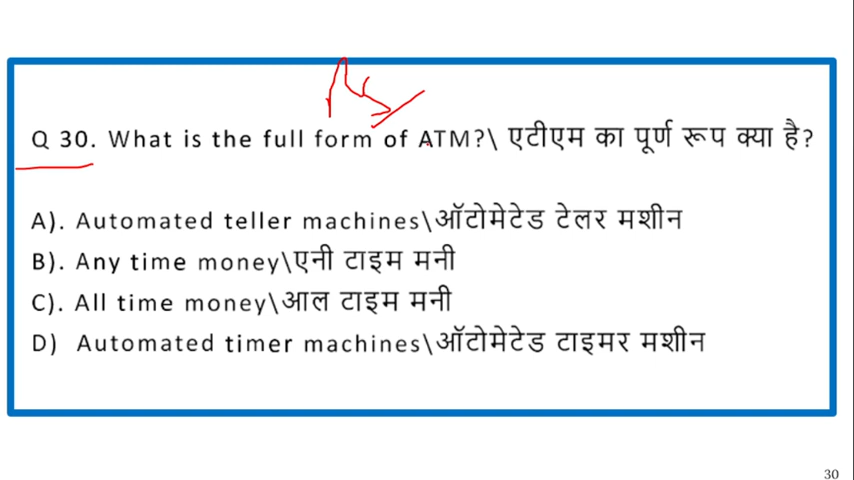 Q 30. What is the full form of ATM?\ एटीएम का पूर्ण रूप क्या है?
A). Automated teller machines\ऑटोमेटेड टेलर मशीन
B). Any time money\एनी टाइम मनी
C). All time money\आल टाइम मनी
D) Automated timer machines\ऑटोमेटेड टाइमर मशीन
30